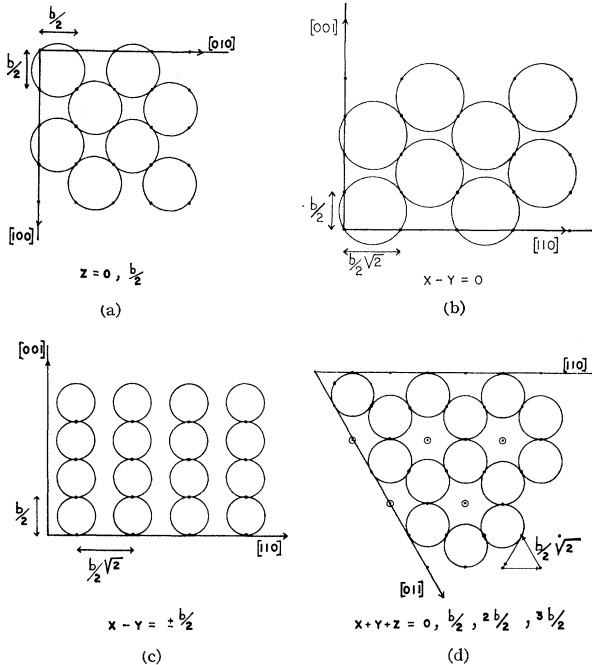 b/2
[010]
b/2
[100]
Z = 0 , b/2
(a)
[001]
b/2
b/2 √2
[110]
X – Y = 0
(b)
[001]
b/2
b/2 √2
[110]
X – Y = ± b/2
(c)
[110]
b/2 √2
[011]
X+Y+Z = 0 , b/2 , 2b/2 , 3b/2
(d)